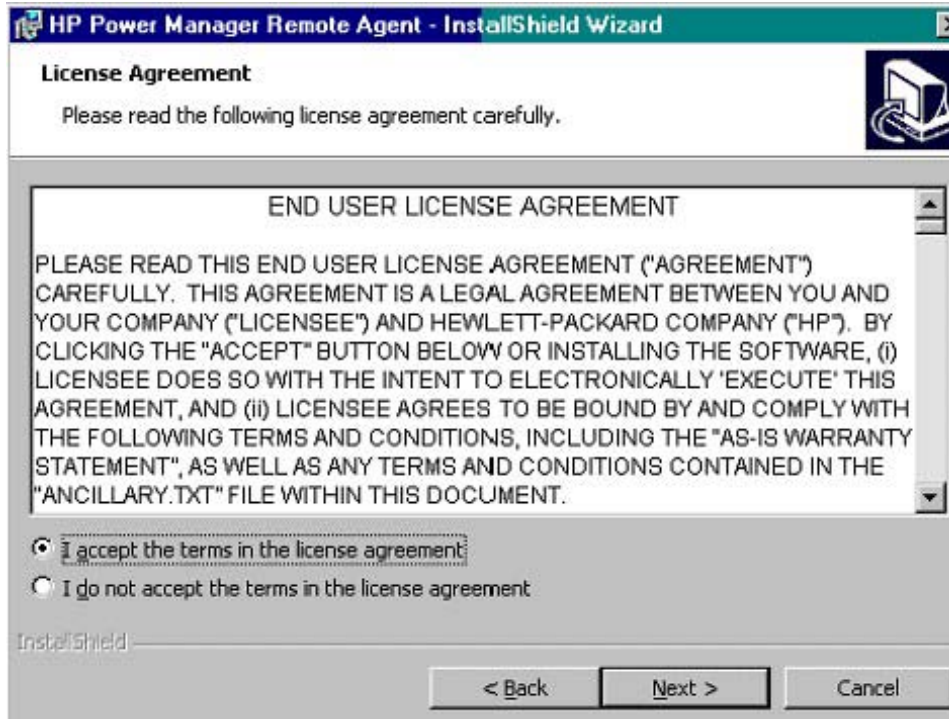 HP Power Manager Remote Agent - InstallShield Wizard
License Agreement
Please read the following license agreement carefully.
END USER LICENSE AGREEMENT
PLEASE READ THIS END USER LICENSE AGREEMENT ("AGREEMENT")
CAREFULLY. THIS AGREEMENT IS A LEGAL AGREEMENT BETWEEN YOU AND
YOUR COMPANY ("LICENSEE") AND HEWLETT-PACKARD COMPANY ("HP"). BY
CLICKING THE "ACCEPT" BUTTON BELOW OR INSTALLING THE SOFTWARE, (i)
LICENSEE DOES SO WITH THE INTENT TO ELECTRONICALLY 'EXECUTE' THIS
AGREEMENT, AND (ii) LICENSEE AGREES TO BE BOUND BY AND COMPLY WITH
THE FOLLOWING TERMS AND CONDITIONS, INCLUDING THE "AS-IS WARRANTY
STATEMENT", AS WELL AS ANY TERMS AND CONDITIONS CONTAINED IN THE
"ANCILLARY.TXT" FILE WITHIN THIS DOCUMENT.
I accept the terms in the license agreement
I do not accept the terms in the license agreement
InstallShield
< Back Next > Cancel